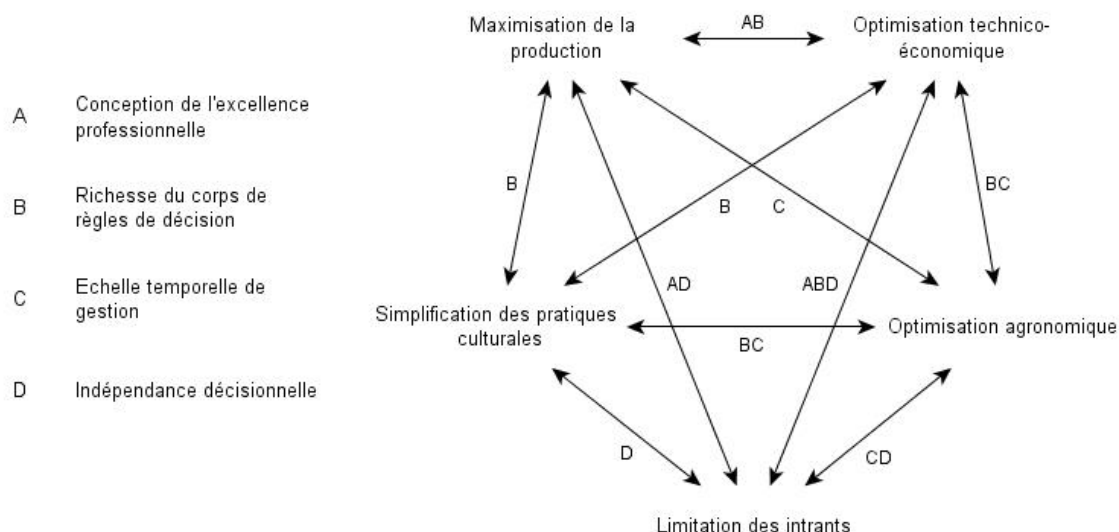 A
Conception de l'excellence
professionnelle
B
Richesse du corps de
règles de décision
C
Echelle temporelle de
gestion
D
Indépendance décisionnelle
Maximisation de la
production
AB
Optimisation technico-
économique
B
B
C
BC
AD
ABD
Simplification des pratiques
culturales
BC
Optimisation agronomique
D
CD
Limitation des intrants